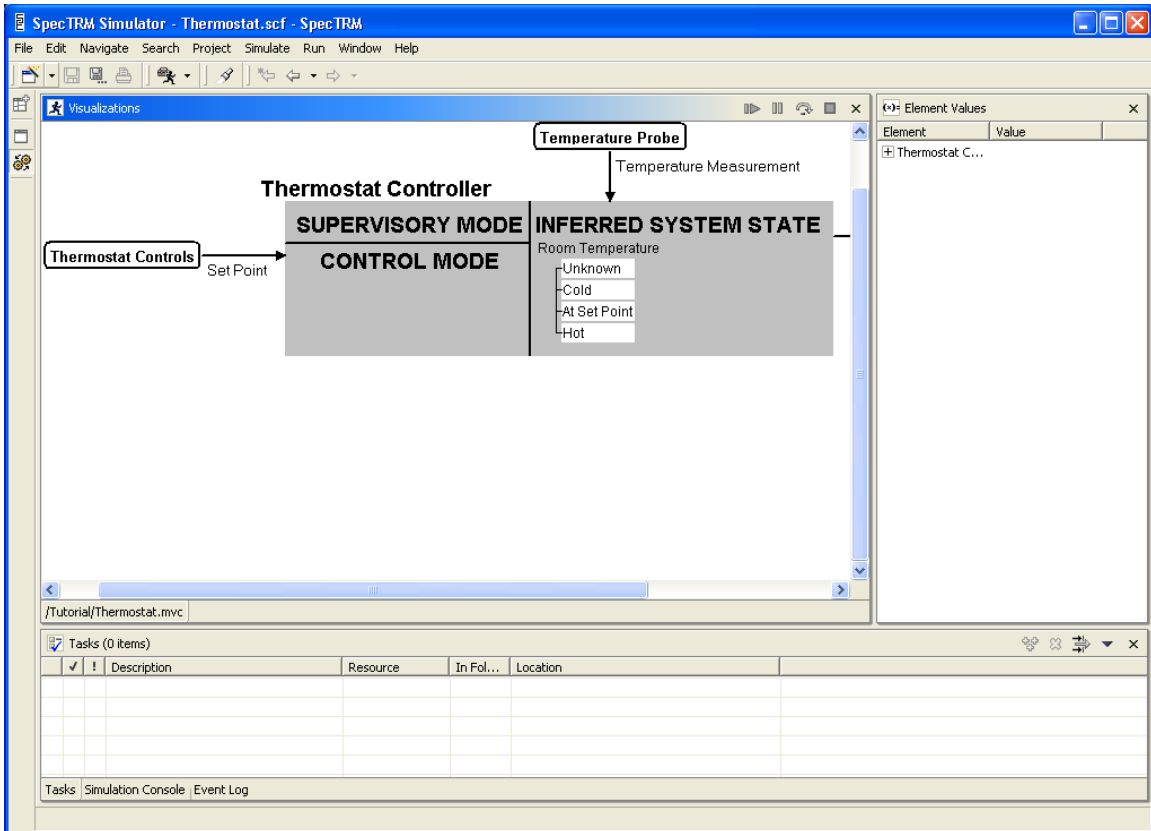 SpecTRM Simulator - Thermostat.scf - SpecTRM
File Edit Navigate Search Project Simulate Run Window Help
Visualizations
Temperature Probe
Temperature Measurement
Thermostat Controller
SUPERVISORY MODE
INFERRED SYSTEM STATE
Thermostat Controls
Set Point
CONTROL MODE
Room Temperature
Unknown
Cold
At Set Point
Hot
/Tutorial/Thermostat.mvc
(x)= Element Values
Element Value
Thermostat C...
Tasks (0 items)
! Description Resource In Fol... Location
Tasks Simulation Console Event Log